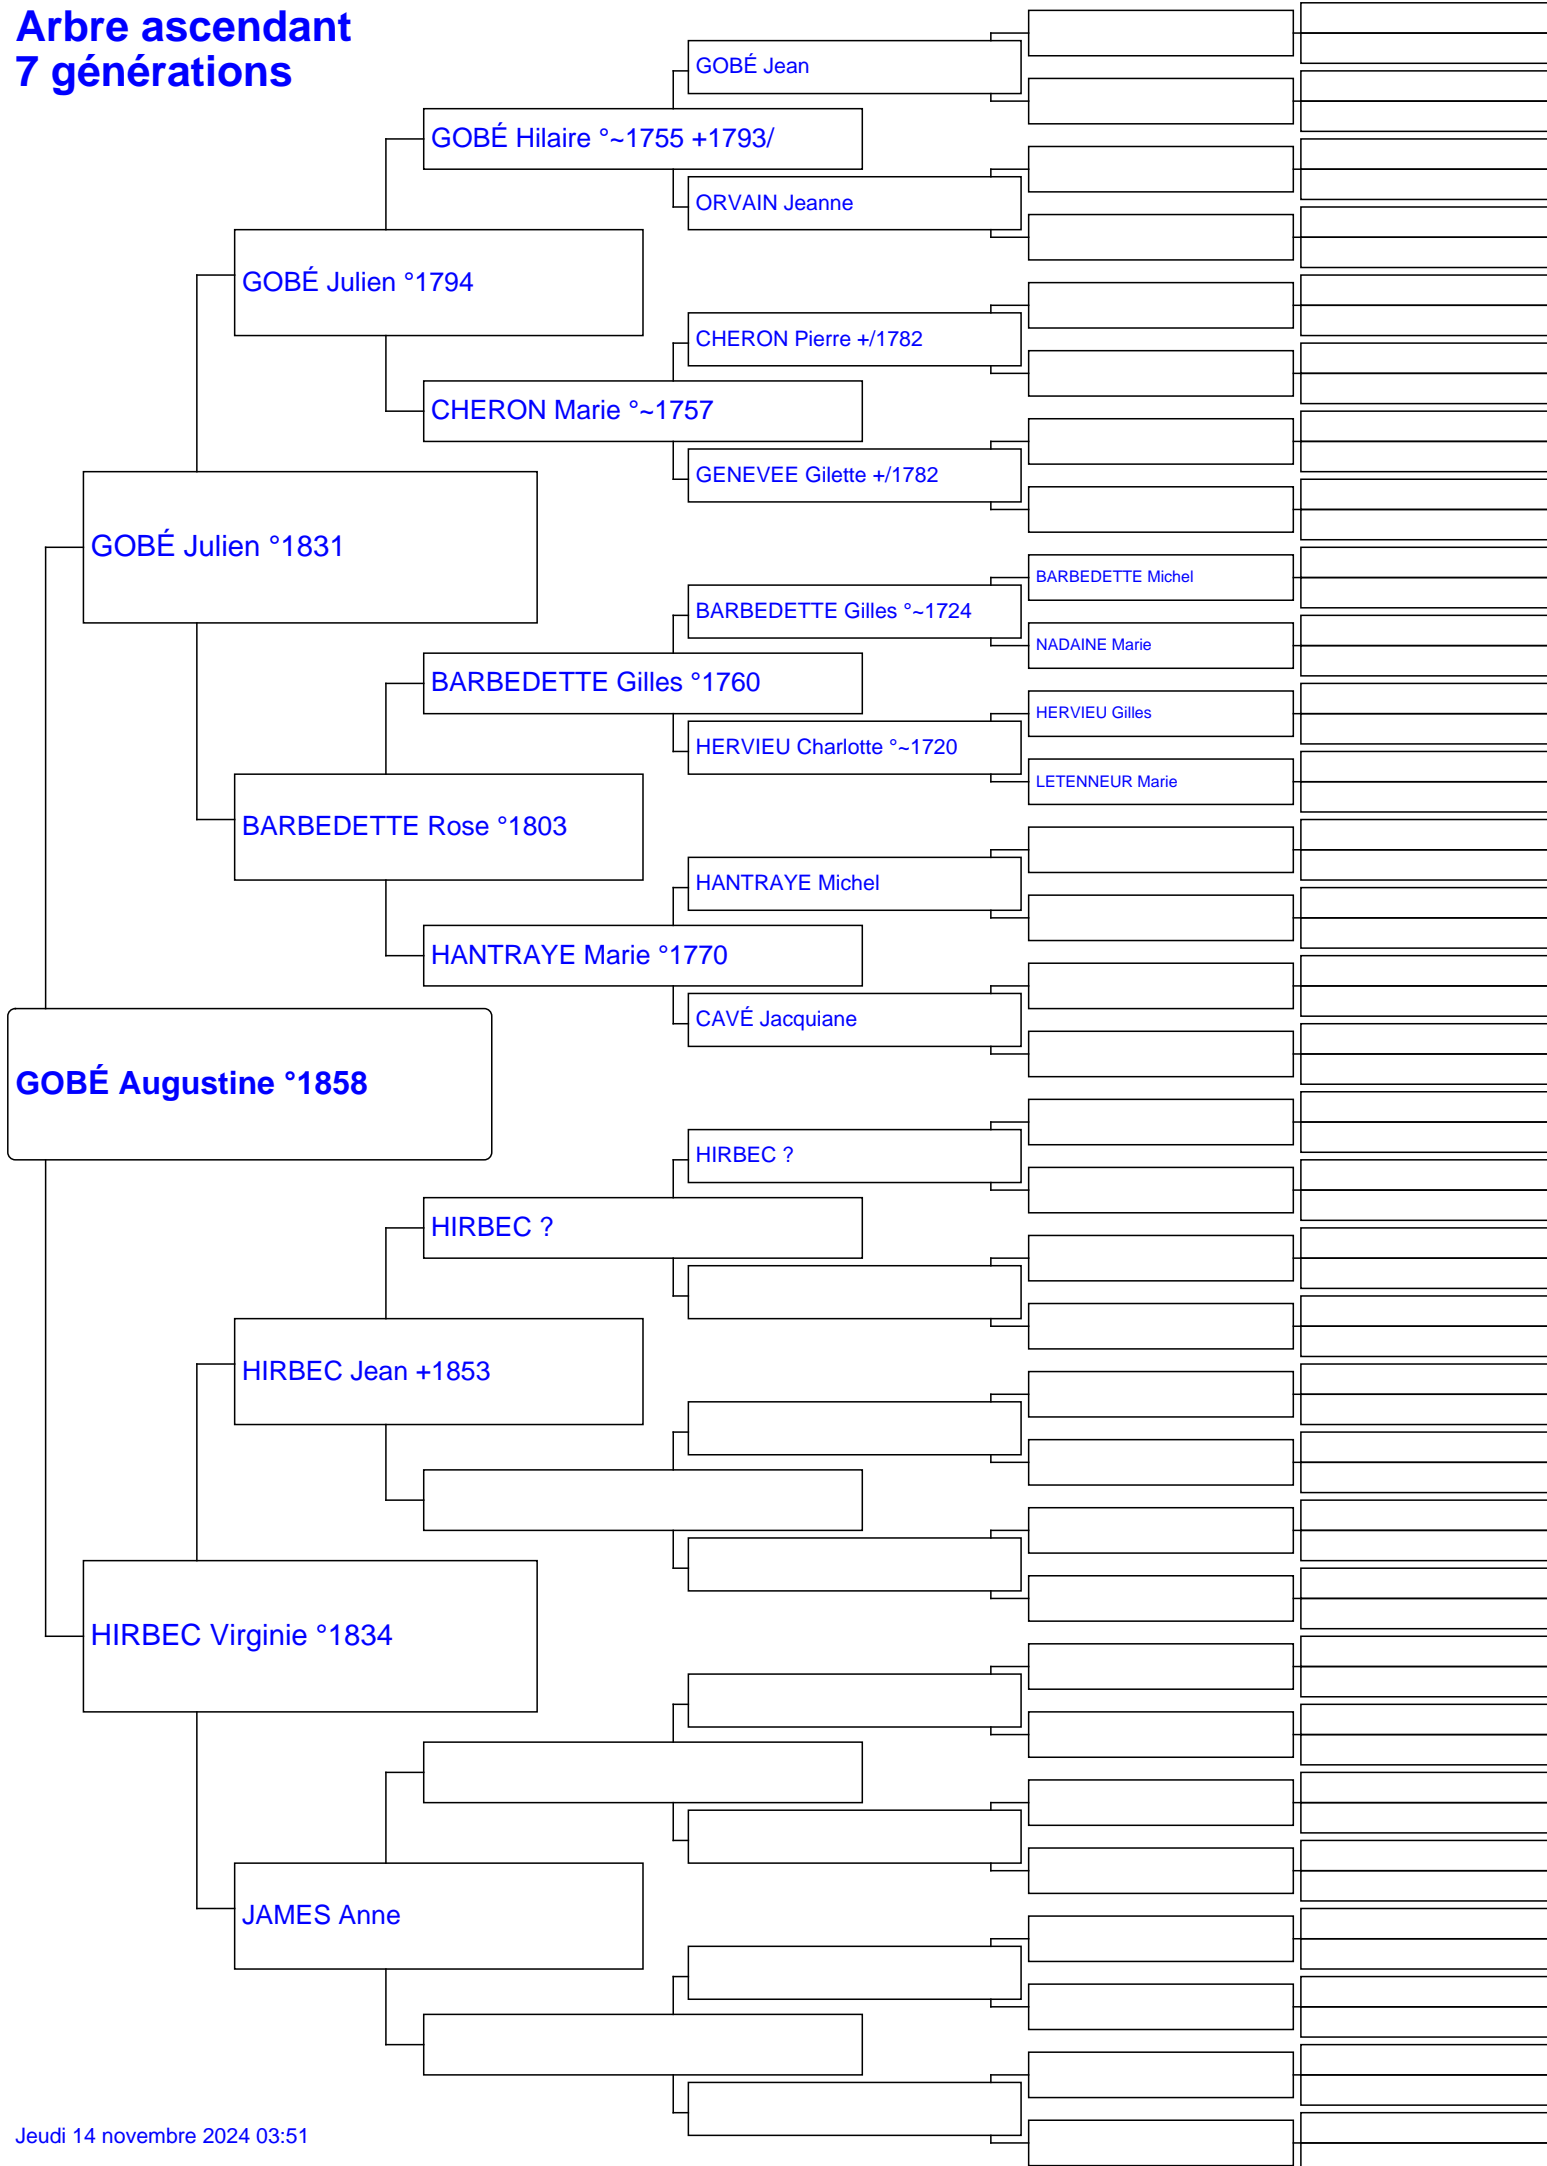 Arbre ascendant
7 générations
GOBÉ Jean
GOBÉ Hilaire °~1755 +1793/
ORVAIN Jeanne
GOBÉ Julien °1794
CHERON Pierre +/1782
CHERON Marie °~1757
GENEVEE Gilette +/1782
GOBÉ Julien °1831
BARBEDETTE Michel
BARBEDETTE Gilles °~1724
NADAINE Marie
BARBEDETTE Gilles °1760
HERVIEU Gilles
HERVIEU Charlotte °~1720
LETENNEUR Marie
BARBEDETTE Rose °1803
HANTRAYE Michel
HANTRAYE Marie °1770
CAVÉ Jacquiane
GOBÉ Augustine °1858
HIRBEC ?
HIRBEC ?
HIRBEC Jean +1853
HIRBEC Virginie °1834
JAMES Anne
Jeudi 14 novembre 2024 03:51